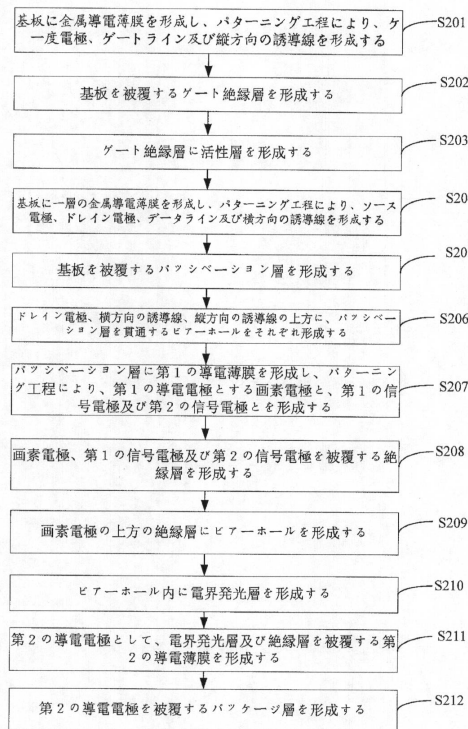 基板に金属導電薄膜を形成し、パターニング工程により、ケ
一度電極、ゲートライン及び縦方向の誘導線を形成する
S201
基板を被覆するゲート絶縁層を形成する
S202
ゲート絶縁層に活性層を形成する
S203
基板に一層の金属導電薄膜を形成し、パターニング工程により、ソース
電極、ドレイン電極、データライン及び横方向の誘導線を形成する
S20
基板を被覆するパッシベーション層を形成する
S20
ドレイン電極、横方向の誘導線、縦方向の誘導線の上方に、パッシベ
ーション層を貫通するビアーホールをそれぞれ形成する
S206
パッシベーション層に第1の導電薄膜を形成し、パターニン
グ工程により、第1の導電電極とする画素電極と、第1の信
号電極及び第2の信号電極とを形成する
S207
画素電極、第1の信号電極及び第2の信号電極を被覆する絶
縁層を形成する
S208
画素電極の上方の絶縁層にビアーホールを形成する
S209
ビアーホール内に電界発光層を形成する
S210
第2の導電電極として、電界発光層及び絶縁層を被覆する第
2の導電薄膜を形成する
S211
第2の導電電極を被覆するパッケージ層を形成する
S212